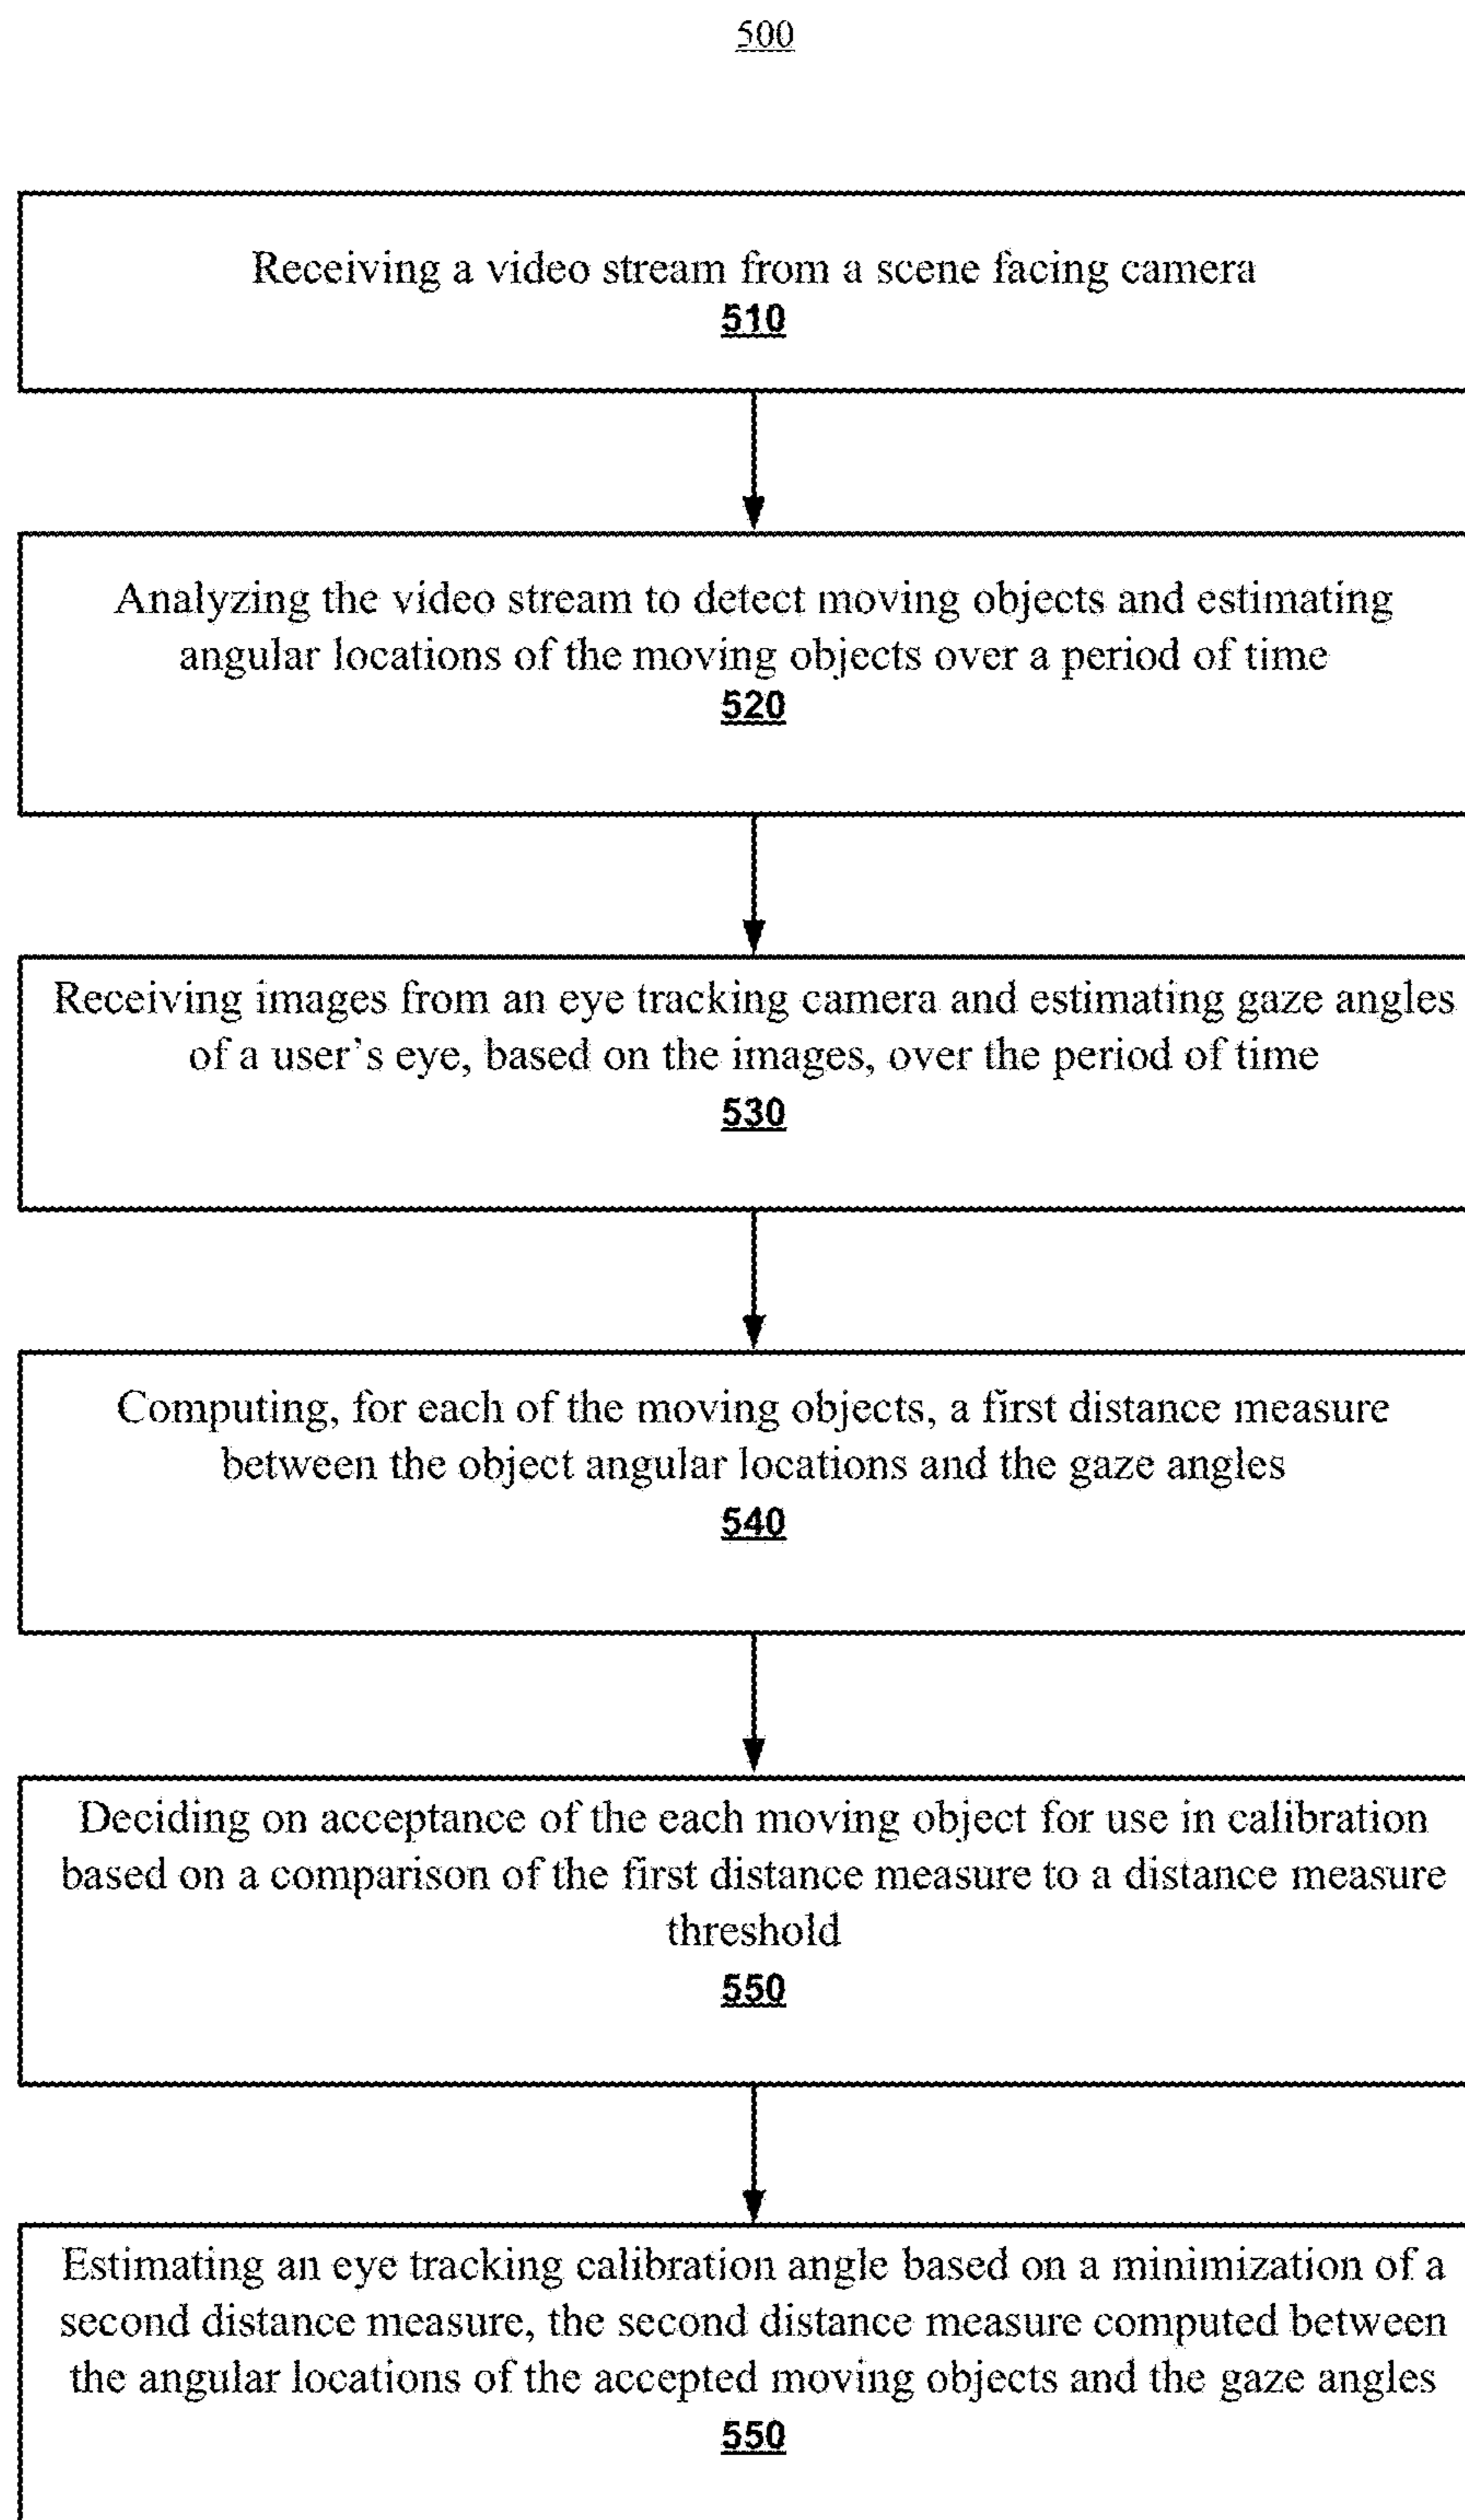 500
Receiving a video stream from a scene facing camera
510
Analyzing the video stream to detect moving objects and estimating
angular locations of the moving objects over a period of time
520
Receiving images from an eye tracking camera and estimating gaze angles
of a user's eye, based on the images, over the period of time
530
Computing, for each of the moving objects, a first distance measure
between the object angular locations and the gaze angles
540
Deciding on acceptance of the each moving object for use in calibration
based on a comparison of the first distance measure to a distance measure
threshold
550
Estimating an eye tracking calibration angle based on a minimization of a
second distance measure, the second distance measure computed between
the angular locations of the accepted moving objects and the gaze angles
550